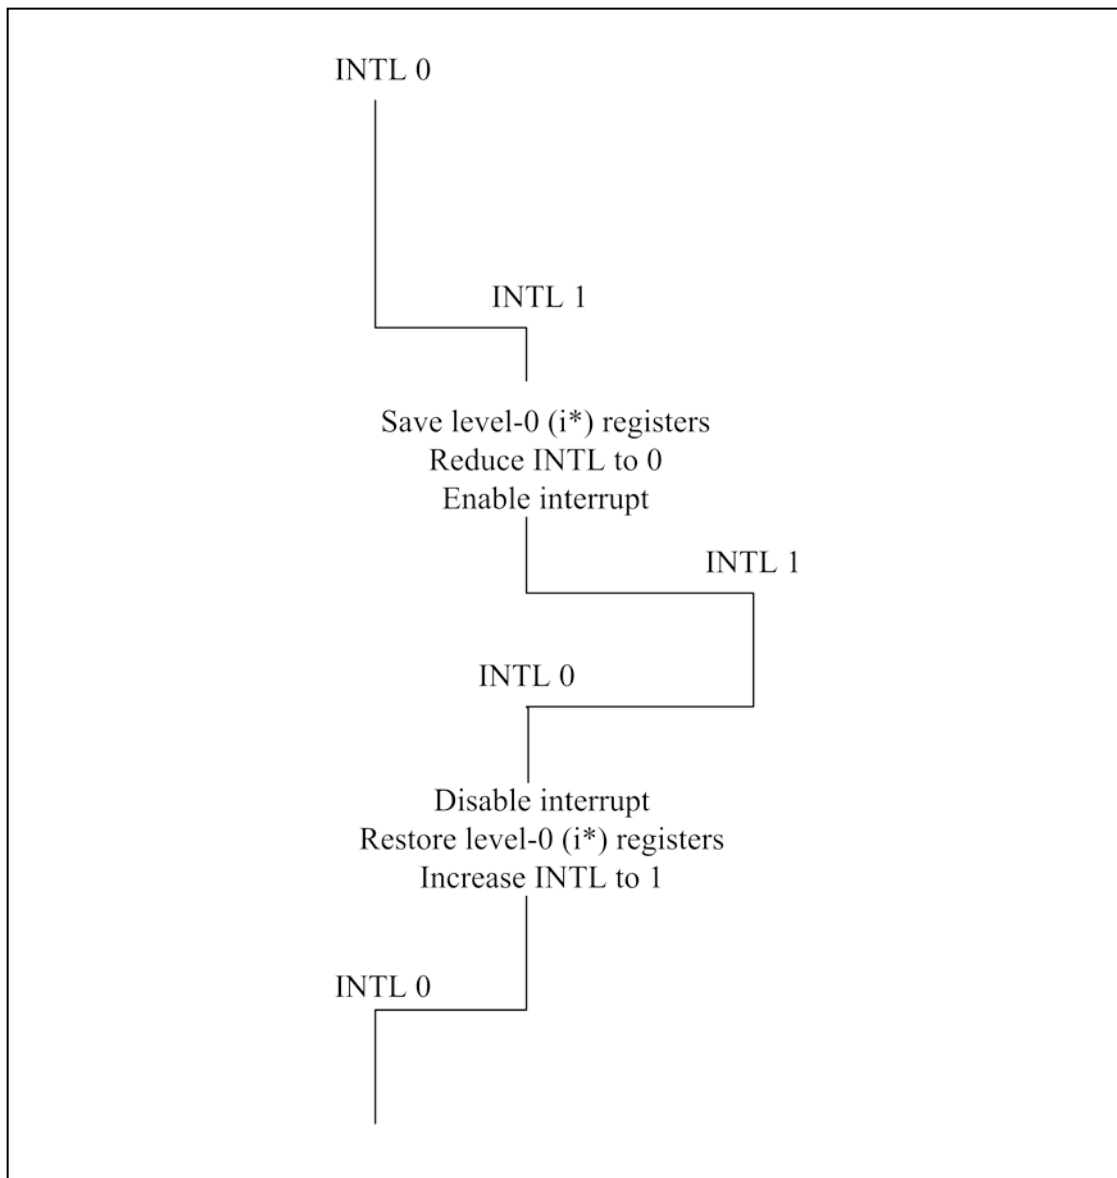 INTL 0
INTL 1
Save level-0 (i*) registers
Reduce INTL to 0
Enable interrupt
INTL 1
INTL 0
Disable interrupt
Restore level-0 (i*) registers
Increase INTL to 1
INTL 0